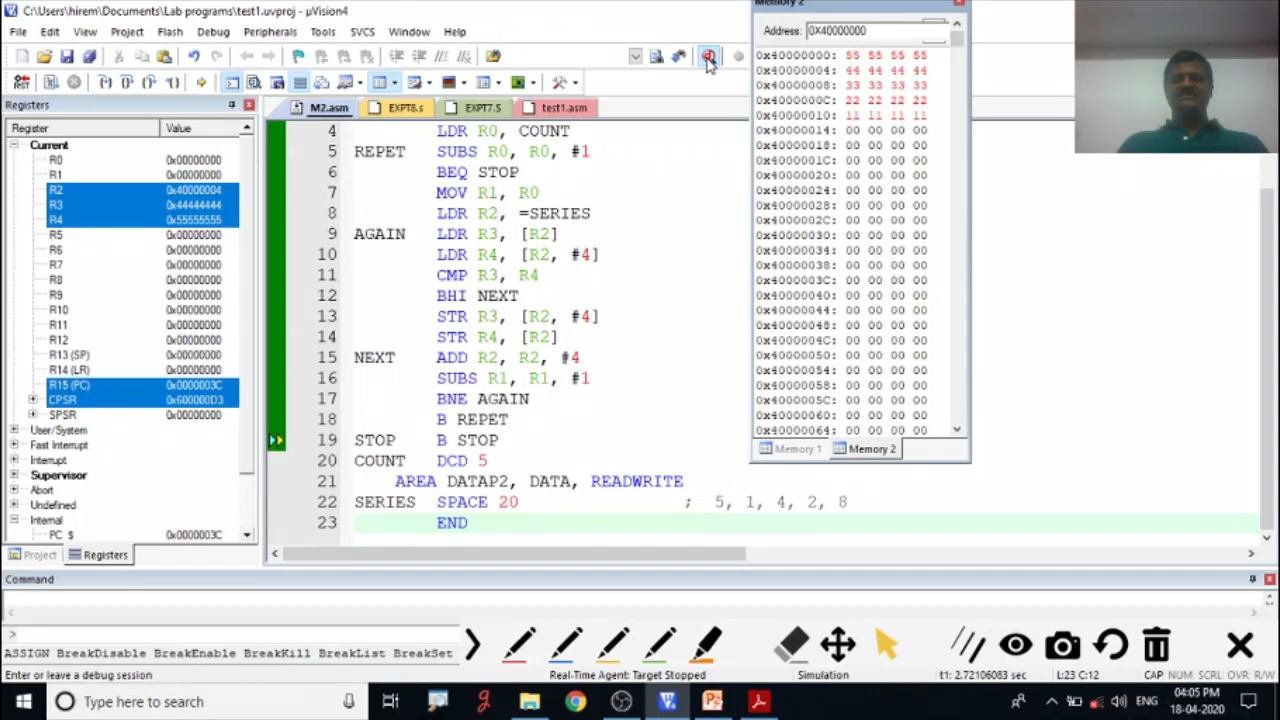 C:\Users\hirem\Documents\Lab programs\test1.uvproj - µVision4
File Edit View Project Flash Debug Peripherals Tools SVCS Window Help
Registers
Register Value
Current
R0 0x00000000
R1 0x00000000
R2 0x40000004
R3 0x44444444
R4 0x55555555
R5 0x00000000
R6 0x00000000
R7 0x00000000
R8 0x00000000
R9 0x00000000
R10 0x00000000
R11 0x00000000
R12 0x00000000
R13 (SP) 0x00000000
R14 (LR) 0x00000000
R15 (PC) 0x0000003C
CPSR 0x600000D3
SPSR 0x00000000
User/System
Fast Interrupt
Interrupt
Supervisor
Abort
Undefined
Internal
PC $ 0x0000003C
Project Registers
M2.asm EXPT8.s EXPT7.S test1.asm
4 LDR R0, COUNT
5 REPET SUBS R0, R0, #1
6 BEQ STOP
7 MOV R1, R0
8 LDR R2, =SERIES
9 AGAIN LDR R3, [R2]
10 LDR R4, [R2, #4]
11 CMP R3, R4
12 BHI NEXT
13 STR R3, [R2, #4]
14 STR R4, [R2]
15 NEXT ADD R2, R2, #4
16 SUBS R1, R1, #1
17 BNE AGAIN
18 B REPET
19 STOP B STOP
20 COUNT DCD 5
21 AREA DATAP2, DATA, READWRITE
22 SERIES SPACE 20 ; 5, 1, 4, 2, 8
23 END
Memory 2
Address: 0X40000000
0x40000000: 55 55 55 55
0x40000004: 44 44 44 44
0x40000008: 33 33 33 33
0x4000000C: 22 22 22 22
0x40000010: 11 11 11 11
0x40000014: 00 00 00 00
0x40000018: 00 00 00 00
0x4000001C: 00 00 00 00
0x40000020: 00 00 00 00
0x40000024: 00 00 00 00
0x40000028: 00 00 00 00
0x4000002C: 00 00 00 00
0x40000030: 00 00 00 00
0x40000034: 00 00 00 00
0x40000038: 00 00 00 00
0x4000003C: 00 00 00 00
0x40000040: 00 00 00 00
0x40000044: 00 00 00 00
0x40000048: 00 00 00 00
0x4000004C: 00 00 00 00
0x40000050: 00 00 00 00
0x40000054: 00 00 00 00
0x40000058: 00 00 00 00
0x4000005C: 00 00 00 00
0x40000060: 00 00 00 00
0x40000064: 00 00 00 00
Memory 1 Memory 2
Command
>
ASSIGN BreakDisable BreakEnable BreakKill BreakList BreakSet
Enter or leave a debug session Real-Time Agent: Target Stopped Simulation t1: 2.72106083 sec L:23 C:12 CAP NUM SCRL OVR R/W
Type here to search
ENG
04:05 PM
18-04-2020